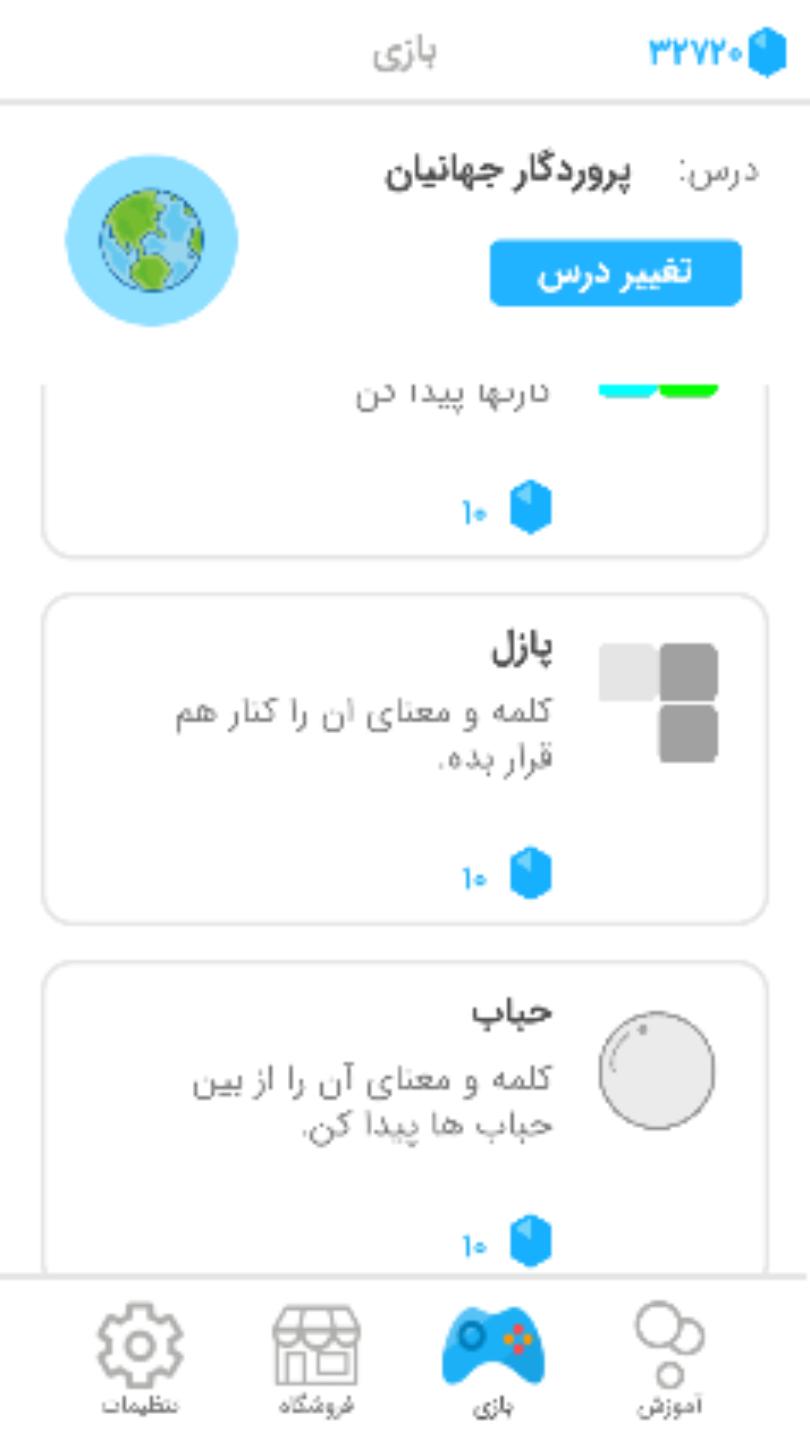 بازی
۳۲۷۲۰
درس: پروردگار جهانیان
تغییر درس
کارتها پیدا کن
۱۰
پازل
کلمه و معنای ان را کنار هم
قرار بده.
۱۰
حباب
کلمه و معنای آن را از بین
حباب ها پیدا کن.
۱۰
آموزش
بازی
فروشگاه
تنظیمات